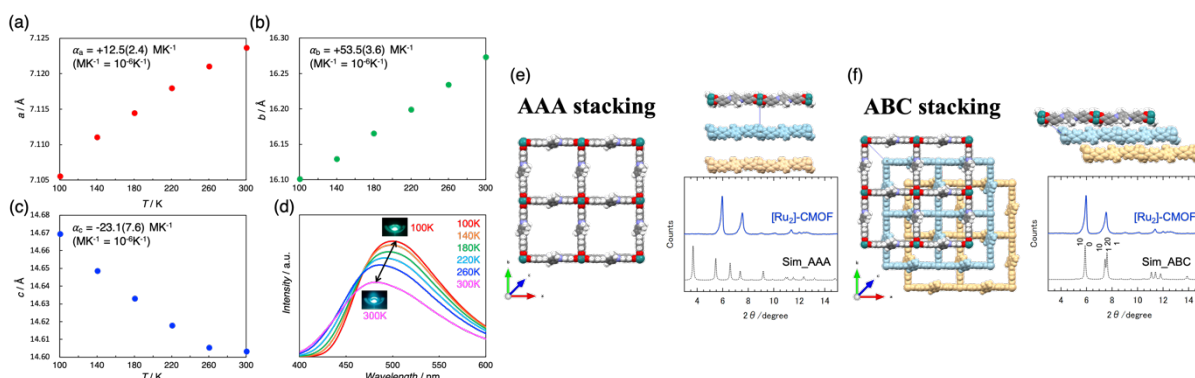 (a)
αa = +12.5(2.4) MK-1
(MK-1 = 10-6K-1)
7.125
7.120
7.115
7.110
7.105
a / Å
100 140 180 220 260 300
T / K
(b)
αb = +53.5(3.6) MK-1
(MK-1 = 10-6K-1)
16.30
16.25
16.20
16.15
16.10
b / Å
100 140 180 220 260 300
T / K
(c)
αc = -23.1(7.6) MK-1
(MK-1 = 10-6K-1)
14.68
14.67
14.66
14.65
14.64
14.63
14.62
14.61
14.60
c / Å
100 140 180 220 260 300
T / K
(d)
100K
100K
140K
180K
220K
260K
300K
300K
Intensity / a.u.
400 450 500 550 600
Wavelength / nm
(e)
AAA stacking
Counts
[Ru2]-CMOF
Sim_AAA
4 6 8 10 12 14
2 θ /degree
(f)
ABC stacking
Counts
[Ru2]-CMOF
Sim_ABC
4 6 8 10 12 14
2 θ /degree